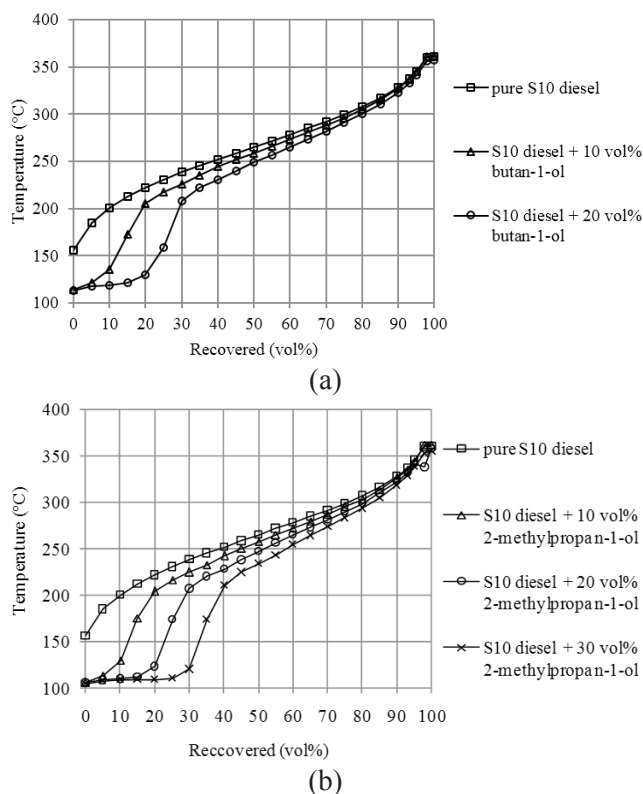 400
350
300
250
200
150
100
Temperature (°C)
0 10 20 30 40 50 60 70 80 90 100
Recovered (vol%)
pure S10 diesel
S10 diesel + 10 vol%
butan-1-ol
S10 diesel + 20 vol%
butan-1-ol
(a)
400
350
300
250
200
150
100
Temperature (°C)
0 10 20 30 40 50 60 70 80 90 100
Reccovered (vol%)
pure S10 diesel
S10 diesel + 10 vol%
2-methylpropan-1-ol
S10 diesel + 20 vol%
2-methylpropan-1-ol
S10 diesel + 30 vol%
2-methylpropan-1-ol
(b)